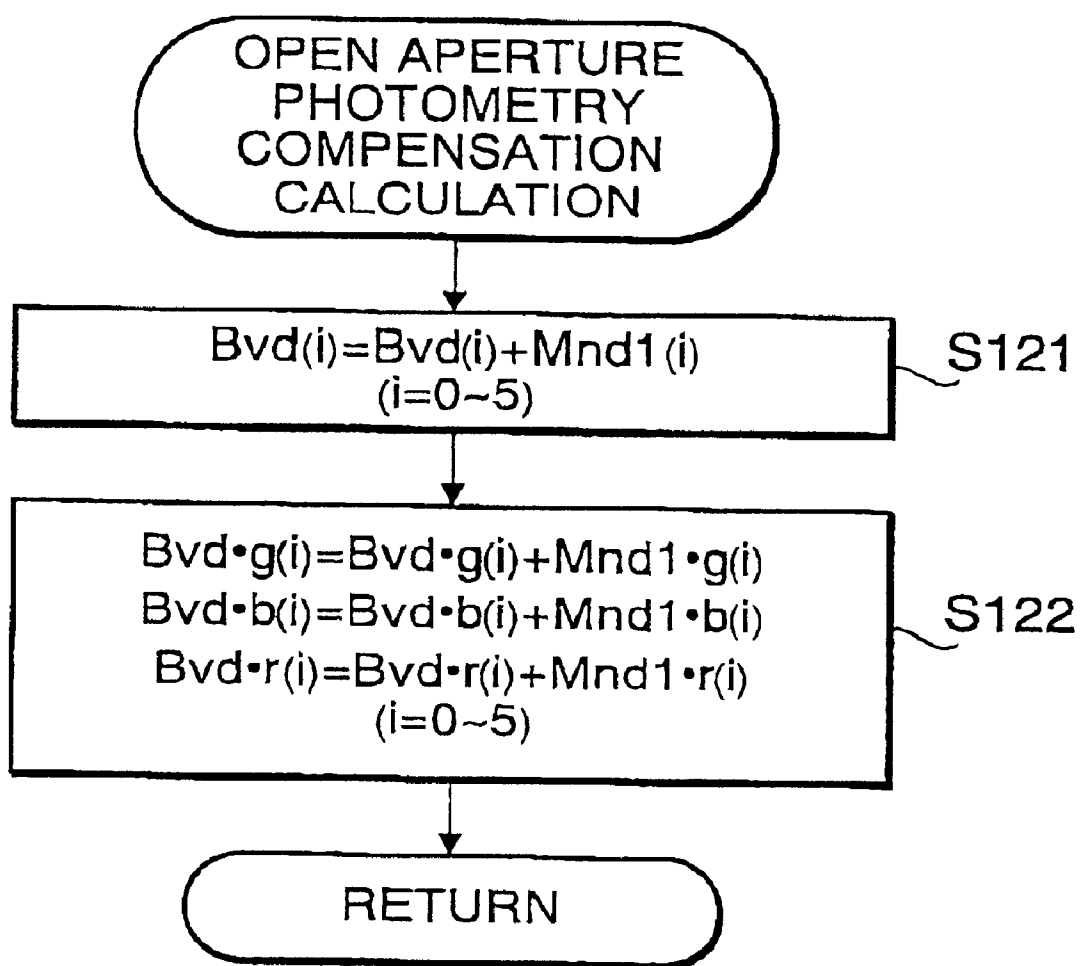 OPEN APERTURE
PHOTOMETRY
COMPENSATION
CALCULATION
Bvd(i)=Bvd(i)+Mnd1(i)
(i=0~5)
S121
Bvd•g(i)=Bvd•g(i)+Mnd1•g(i)
Bvd•b(i)=Bvd•b(i)+Mnd1•b(i)
Bvd•r(i)=Bvd•r(i)+Mnd1•r(i)
(i=0~5)
S122
RETURN